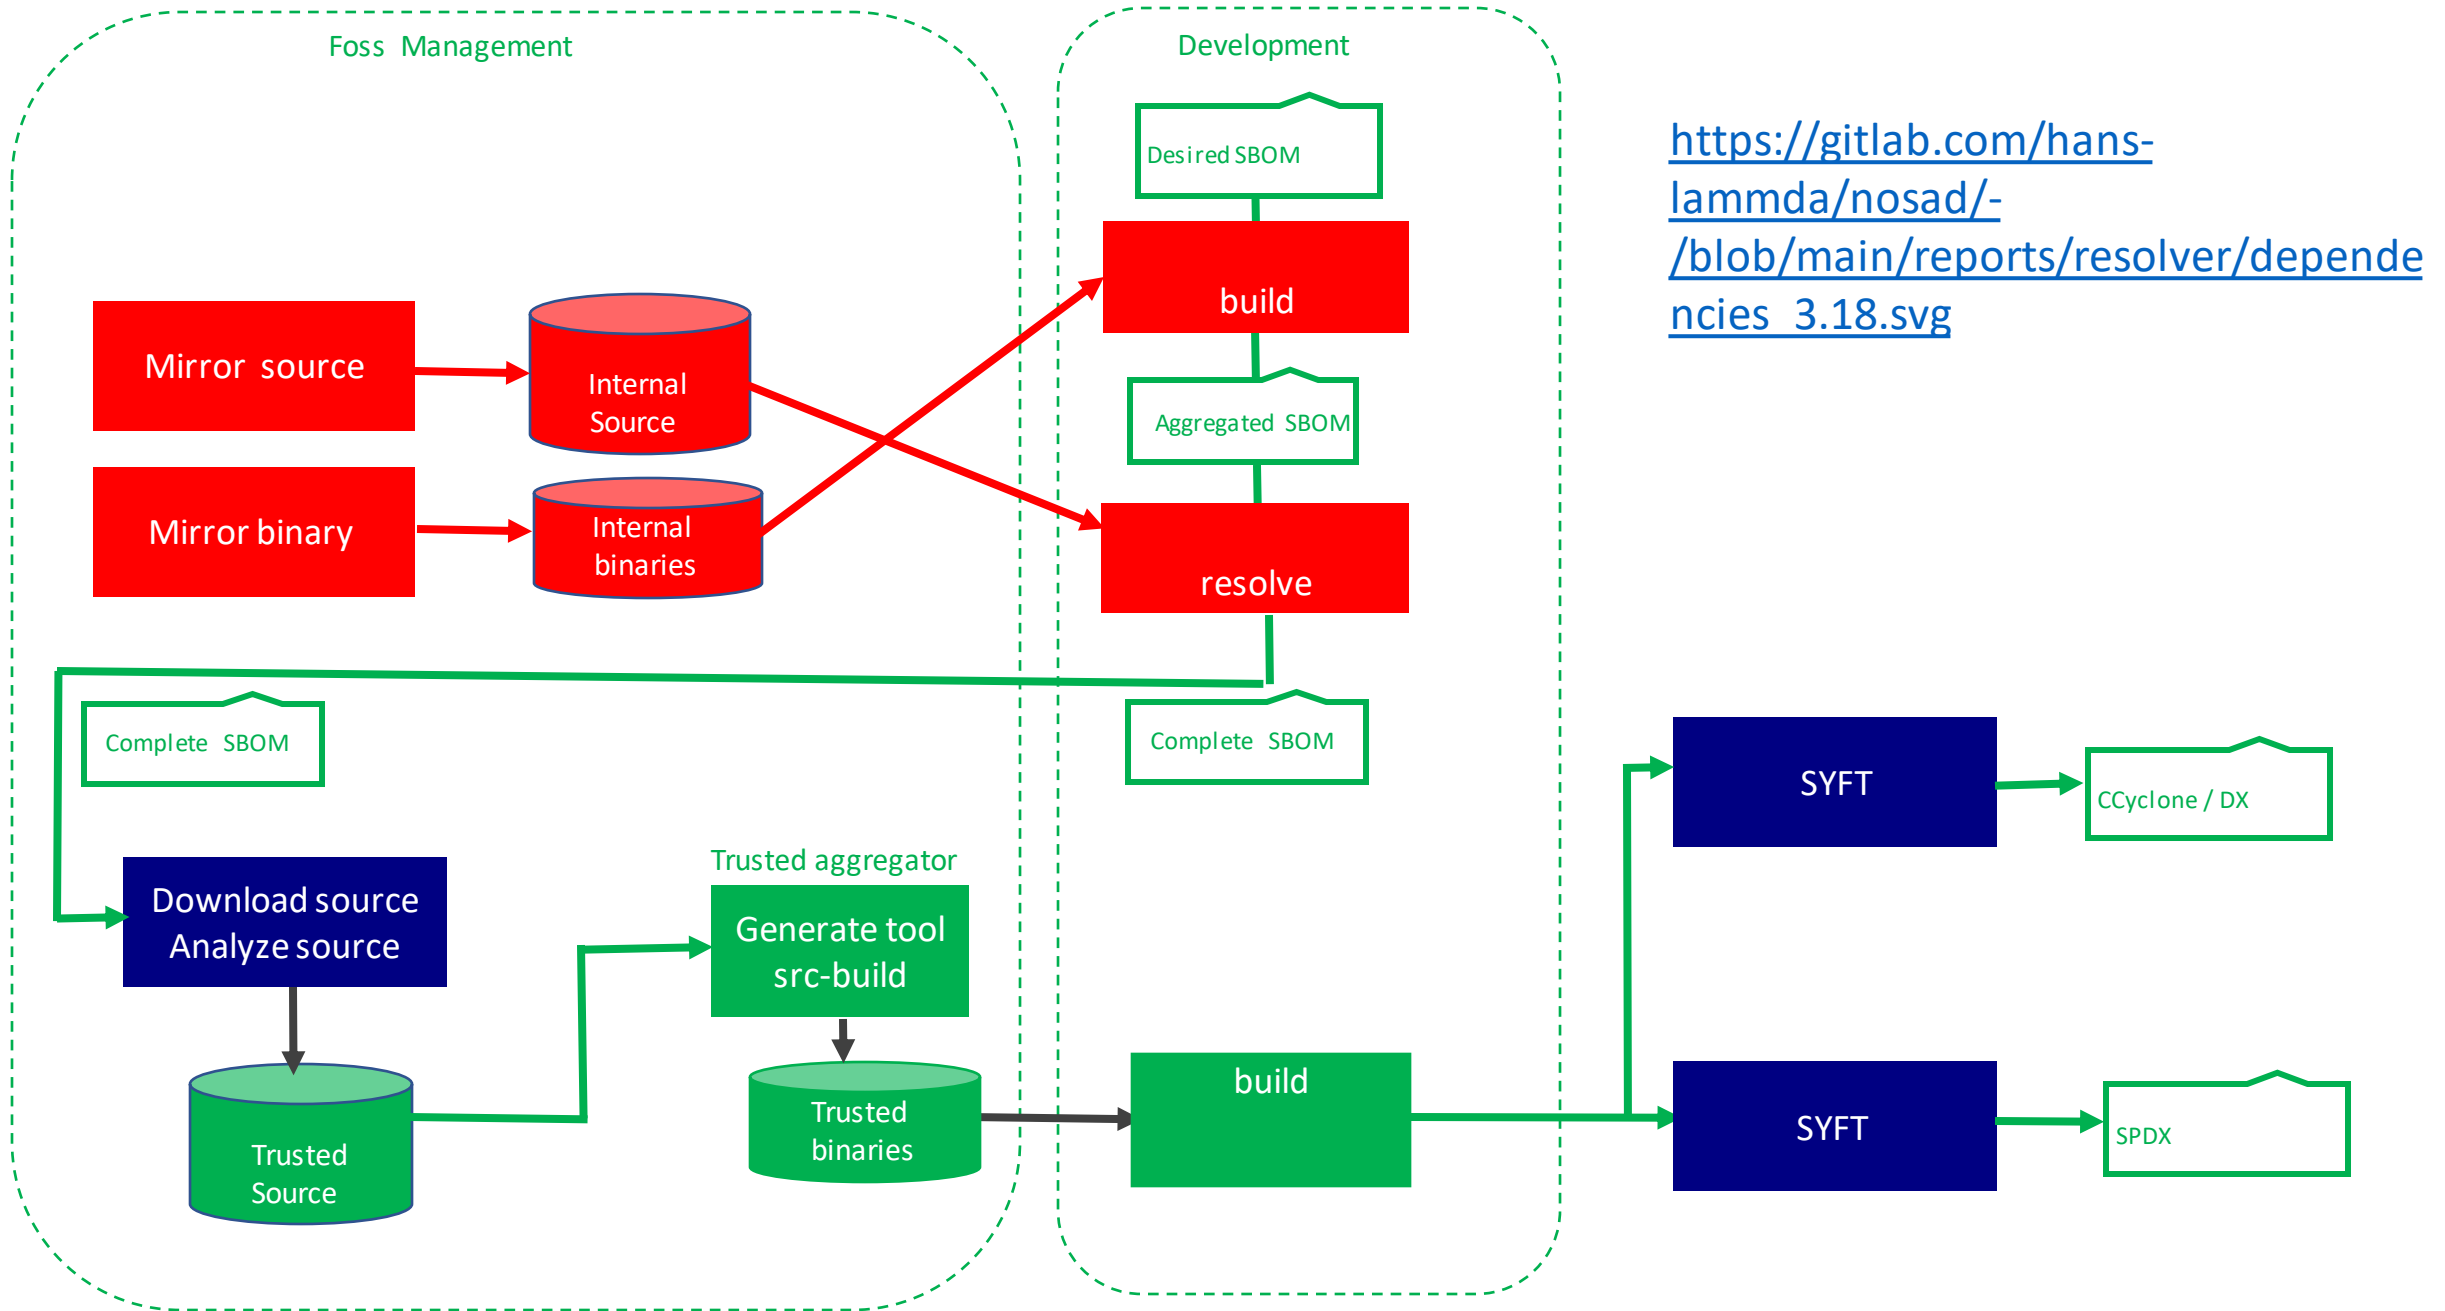 Foss Management
Development
Desired SBOM
https://gitlab.com/hans-
lammda/nosad/-
/blob/main/reports/resolver/depende
ncies_3.18.svg
build
Mirror source
Internal
Source
Aggregated SBOM
Mirror binary
Internal
binaries
resolve
Complete SBOM
Complete SBOM
SYFT
CCyclone / DX
Trusted aggregator
Download source
Analyze source
Generate tool
src-build
build
Trusted
Source
Trusted
binaries
SYFT
SPDX